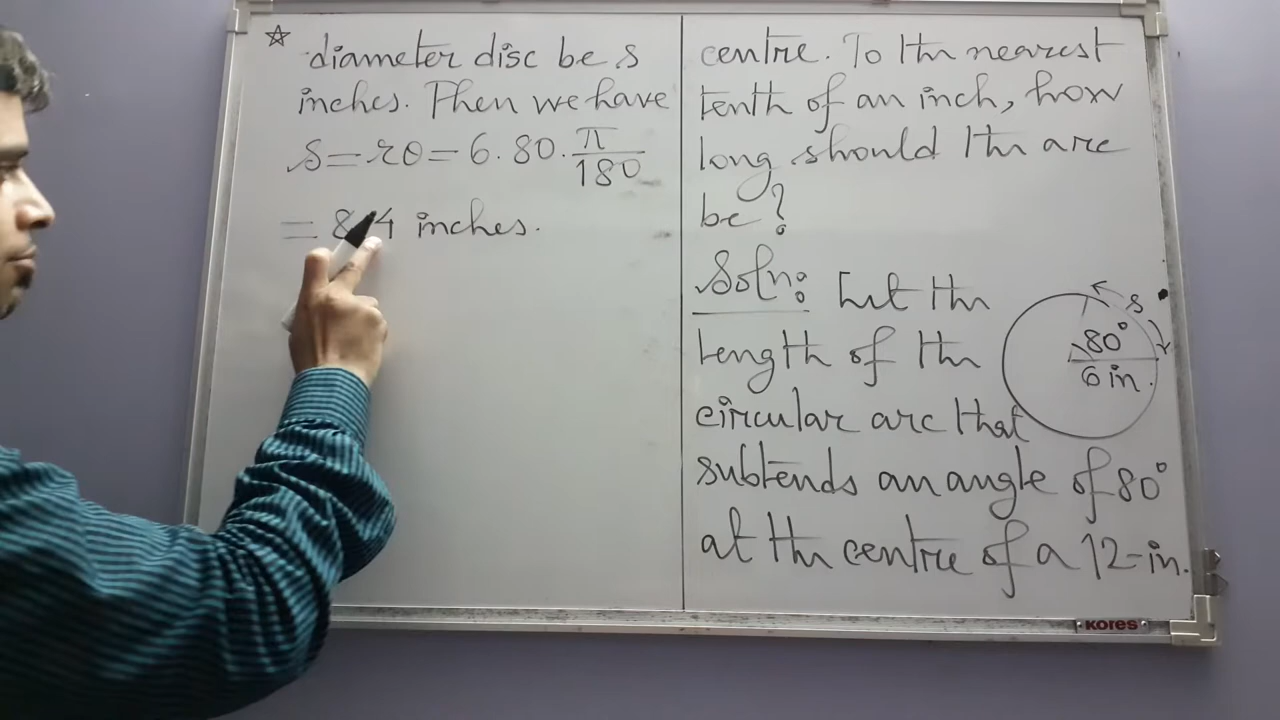 ☆ diameter disc be s
inches. Then we have
s=rθ=6.80.π/180
= 8.4 inches.
centre. To the nearest
tenth of an inch, how
long should the arc
be?
Soln: Let the
length of the
circular arc that
subtends an angle of 80°
at the centre of a 12-in.
s
80°
6 in.
KORES